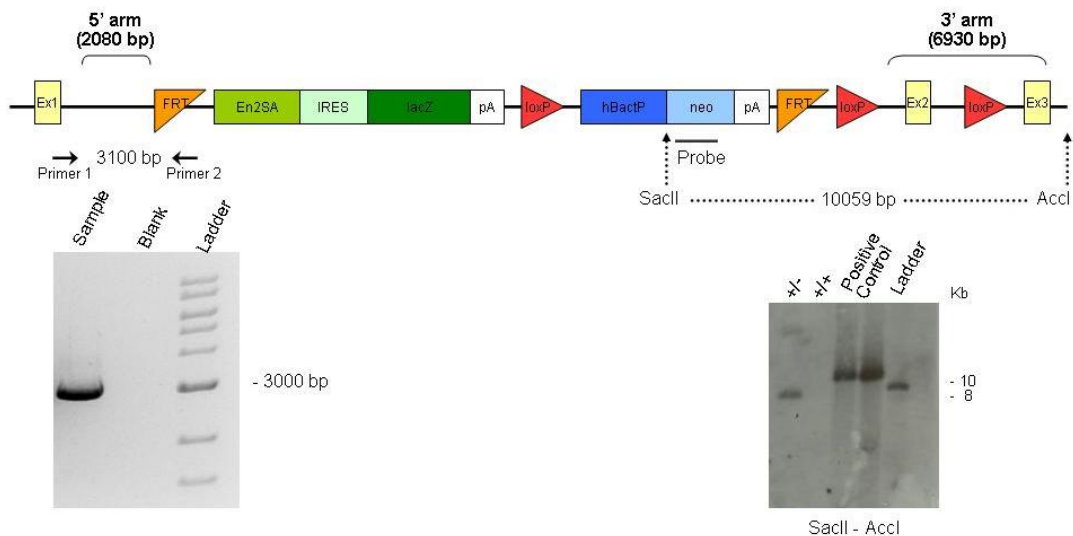 5' arm
(2080 bp)
3' arm
(6930 bp)
Ex1
FRT
En2SA
IRES
lacZ
pA
loxP
hBactP
neo
pA
FRT
loxP
Ex2
loxP
Ex3
3100 bp
Primer 1
Primer 2
Probe
SacII
10059 bp
AccI
Sample
Blank
Ladder
- 3000 bp
+/-
+/+
Positive
Control
Ladder
Kb
- 10
- 8
SacII - AccI